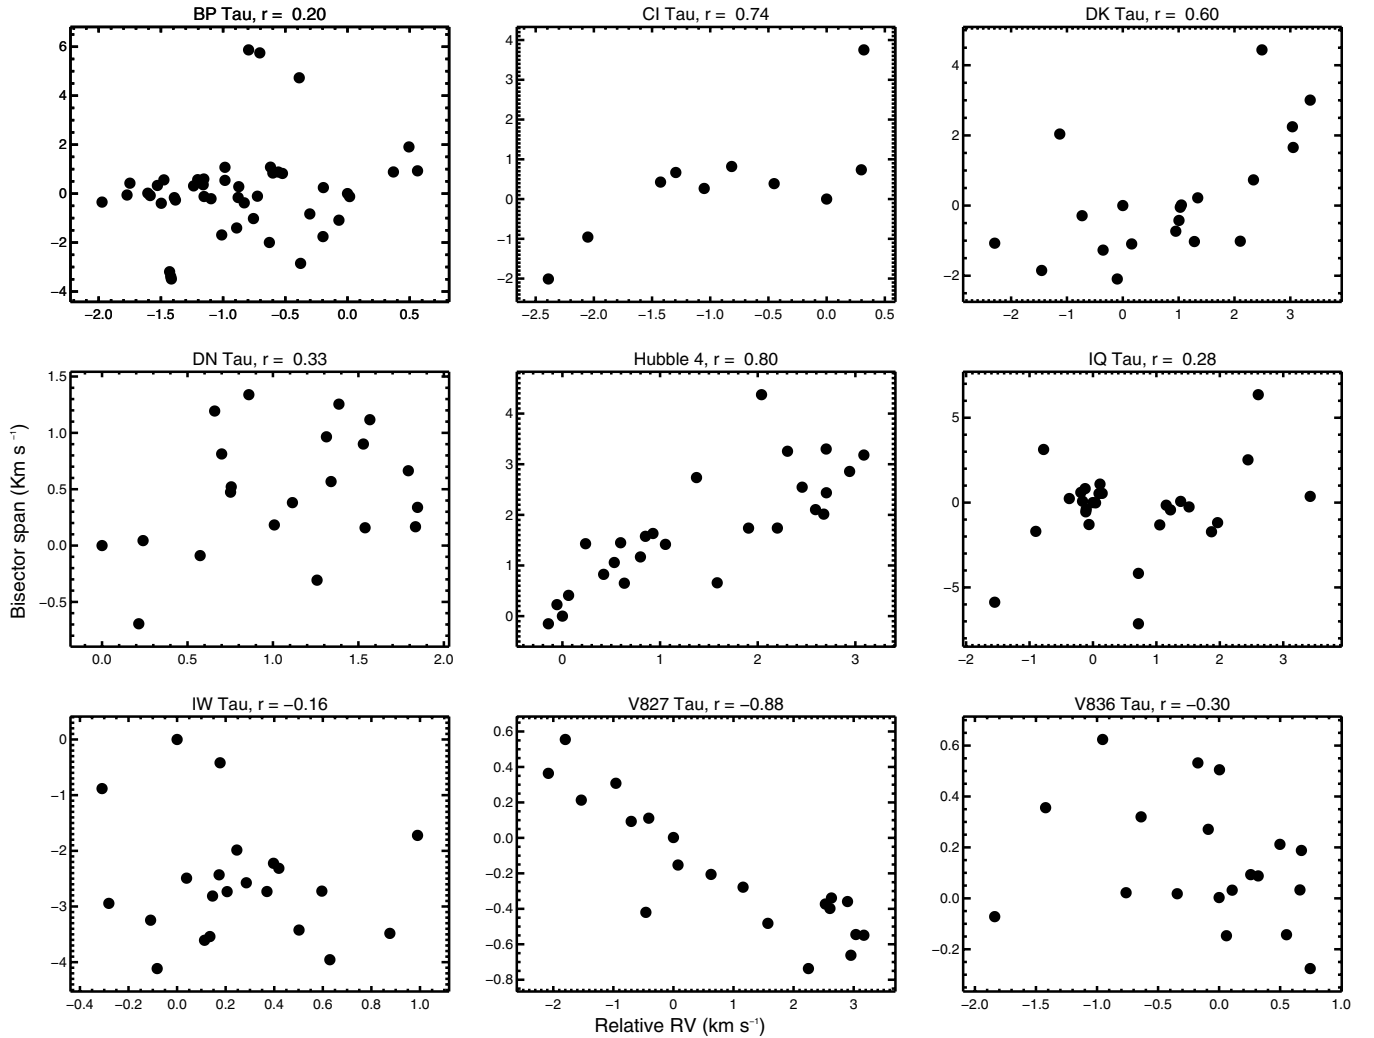 BP Tau, r = 0.20
CI Tau, r = 0.74
DK Tau, r = 0.60
6
4
2
0
−2
−4
4
3
2
1
0
−1
−2
4
2
0
−2
−2.0 −1.5 −1.0 −0.5 0.0 0.5
−2.5 −2.0 −1.5 −1.0 −0.5 0.0 0.5
−2 −1 0 1 2 3
DN Tau, r = 0.33
Hubble 4, r = 0.80
IQ Tau, r = 0.28
Bisector span (Km s⁻¹)
1.5
1.0
0.5
0.0
−0.5
4
3
2
1
0
5
0
−5
0.0 0.5 1.0 1.5 2.0
0 1 2 3
−2 −1 0 1 2 3
IW Tau, r = −0.16
V827 Tau, r = −0.88
V836 Tau, r = −0.30
0
−1
−2
−3
−4
0.6
0.4
0.2
0.0
−0.2
−0.4
−0.6
−0.8
0.6
0.4
0.2
0.0
−0.2
−0.4 −0.2 0.0 0.2 0.4 0.6 0.8 1.0
−2 −1 0 1 2 3
−2.0 −1.5 −1.0 −0.5 0.0 0.5 1.0
Relative RV (km s⁻¹)